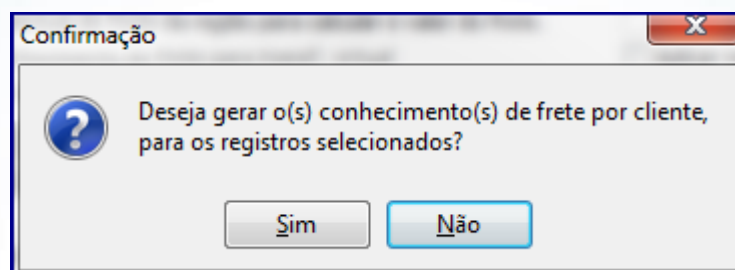 Confirmação
Deseja gerar o(s) conhecimento(s) de frete por cliente,
para os registros selecionados?
Sim
Não